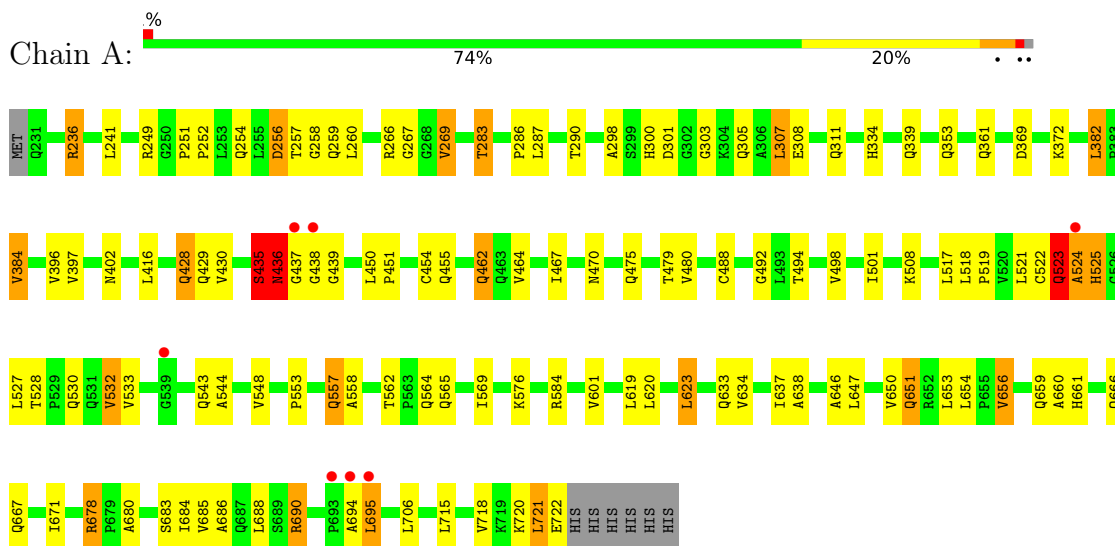 .%
Chain A:
74% 20% . ..
MET Q231 R236 L241 R249 G250 P251 P252 L253 Q254 L255 D256 T257 G258 Q259 L260 R266 G267 G268 V269 T283 P286 L287 T290 A298 S299 H300 D301 G302 G303 K304 Q305 A306 L307 E308 Q311 H334 Q339 Q353 Q361 D369 K372 L382 P383
V384 V396 V397 N402 L416 Q428 Q429 V430 S435 N436 G437 G438 G439 L450 P451 C454 Q455 Q462 Q463 V464 I467 N470 Q475 T479 V480 C488 G492 L493 T494 V498 I501 K508 L517 L518 P519 V520 L521 C522 Q523 A524 H525 G526
L527 T528 P529 Q530 Q531 V532 V533 G539 Q543 A544 V548 P553 Q557 A558 T562 P563 Q564 Q565 I569 K576 R584 V601 L619 L620 L623 Q633 V634 I637 A638 A646 L647 V650 Q651 R652 L653 L654 P655 V656 Q659 A660 H661 Q666
Q667 I671 R678 P679 A680 S683 I684 V685 A686 Q687 L688 S689 R690 P693 A694 L695 L706 L715 V718 K719 K720 L721 E722 HIS HIS HIS HIS HIS HIS